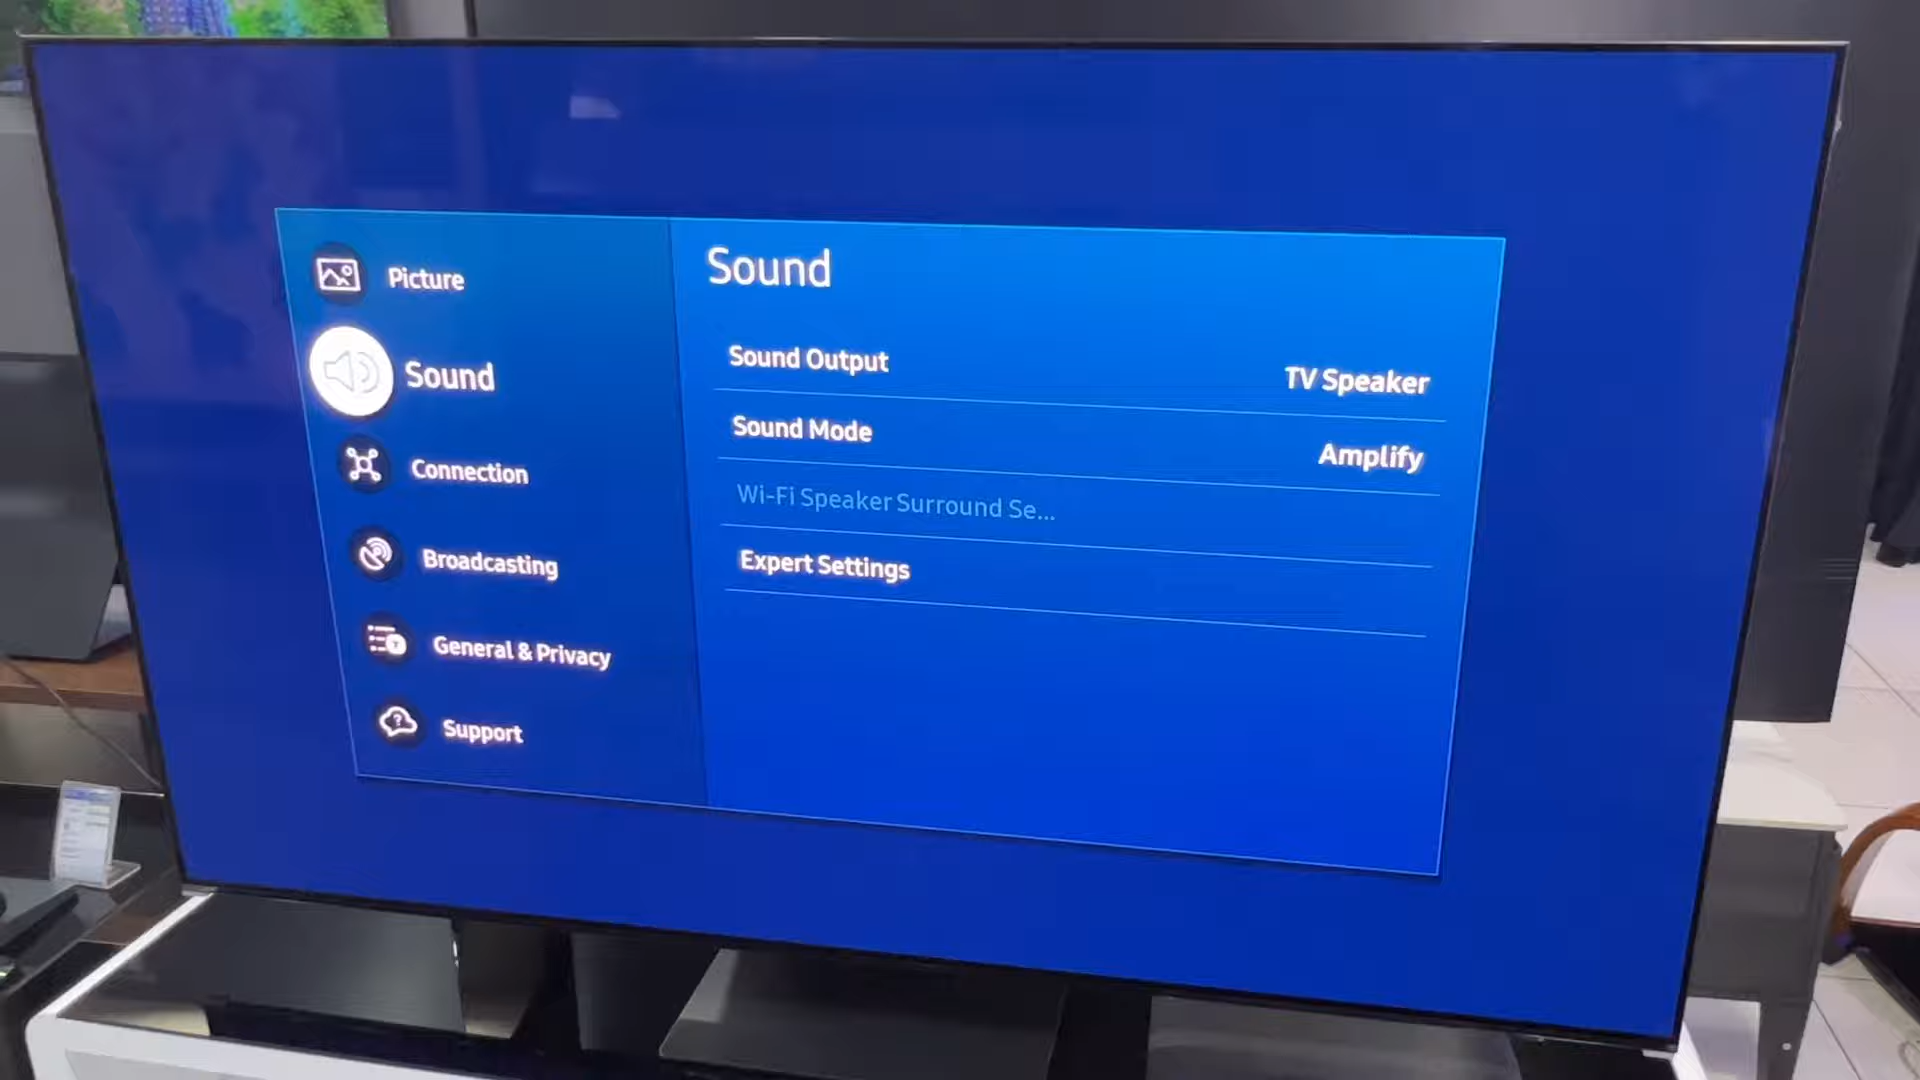 Picture
Sound
Connection
Broadcasting
General & Privacy
Support
Sound
Sound Output
TV Speaker
Sound Mode
Amplify
Wi-Fi Speaker Surround Se...
Expert Settings